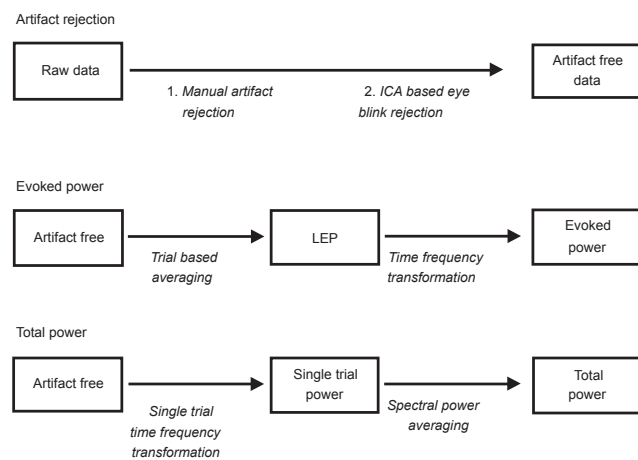 Artifact rejection
Raw data
1. Manual artifact
rejection
2. ICA based eye
blink rejection
Artifact free
data
Evoked power
Artifact free
Trial based
averaging
LEP
Time frequency
transformation
Evoked
power
Total power
Artifact free
Single trial
time frequency
transformation
Single trial
power
Spectral power
averaging
Total
power